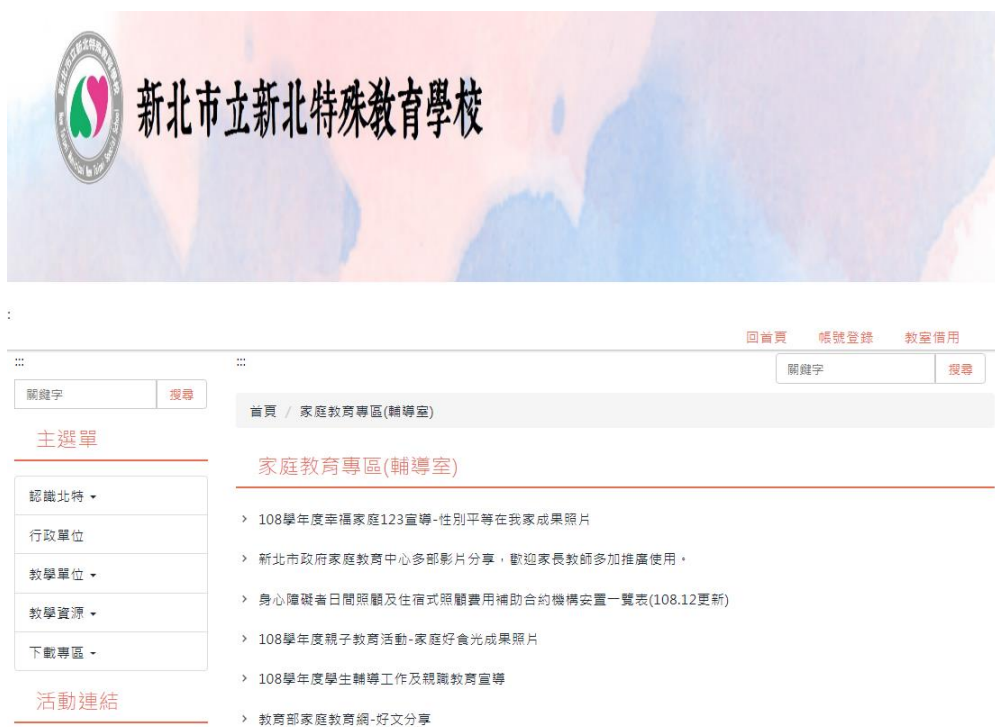 新北市立新北特殊教育學校
:
回首頁 帳號登錄 教室借用
:::
關鍵字 搜尋
主選單
認識北特
行政單位
教學單位
教學資源
下載專區
活動連結
:::
關鍵字 搜尋
首頁 / 家庭教育專區(輔導室)
家庭教育專區(輔導室)
108學年度幸福家庭123宣導-性別平等在我家成果照片
新北市政府家庭教育中心多部影片分享，歡迎家長教師多加推廣使用。
身心障礙者日間照顧及住宿式照顧費用補助合約機構安置一覽表(108.12更新)
108學年度親子教育活動-家庭好食光成果照片
108學年度學生輔導工作及親職教育宣導
教育部家庭教育網-好文分享